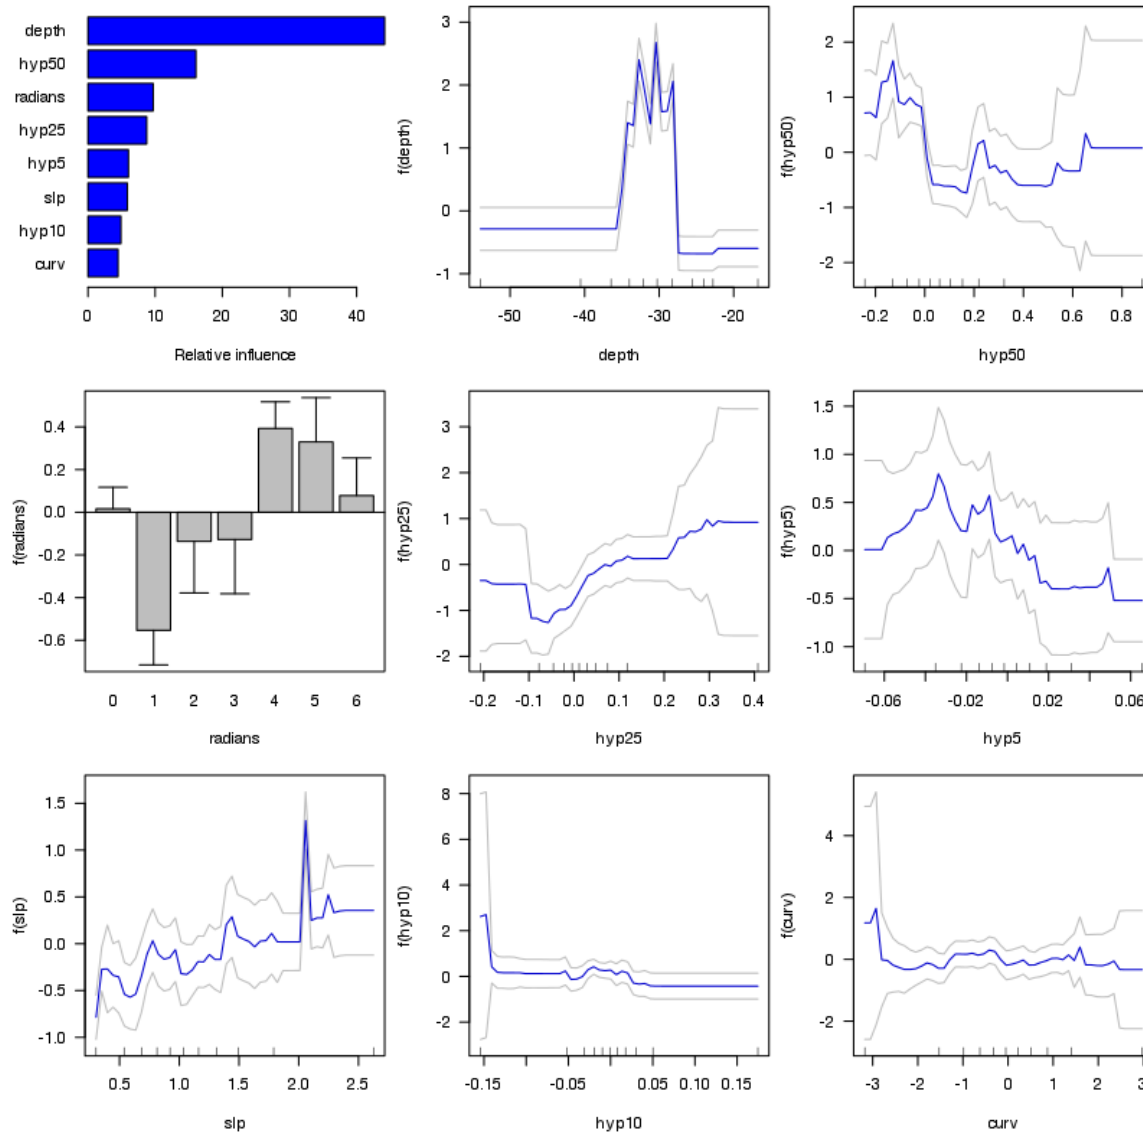 depth
hyp50
radians
hyp25
hyp5
slp
hyp10
curv
0 10 20 30 40
Relative influence
f(depth)
3
2
1
0
-1
-50 -40 -30 -20
depth
f(hyp50)
2
1
0
-1
-2
-0.2 0.0 0.2 0.4 0.6 0.8
hyp50
f(radians)
0.4
0.2
0.0
-0.2
-0.4
-0.6
0 1 2 3 4 5 6
radians
f(hyp25)
3
2
1
0
-1
-2
-0.2 -0.1 0.0 0.1 0.2 0.3 0.4
hyp25
f(hyp5)
1.5
1.0
0.5
0.0
-0.5
-1.0
-0.06 -0.02 0.02 0.06
hyp5
f(slp)
1.5
1.0
0.5
0.0
-0.5
-1.0
0.5 1.0 1.5 2.0 2.5
slp
f(hyp10)
8
6
4
2
0
-2
-0.15 -0.05 0.05 0.10 0.15
hyp10
f(curv)
4
2
0
-2
-3 -2 -1 0 1 2 3
curv